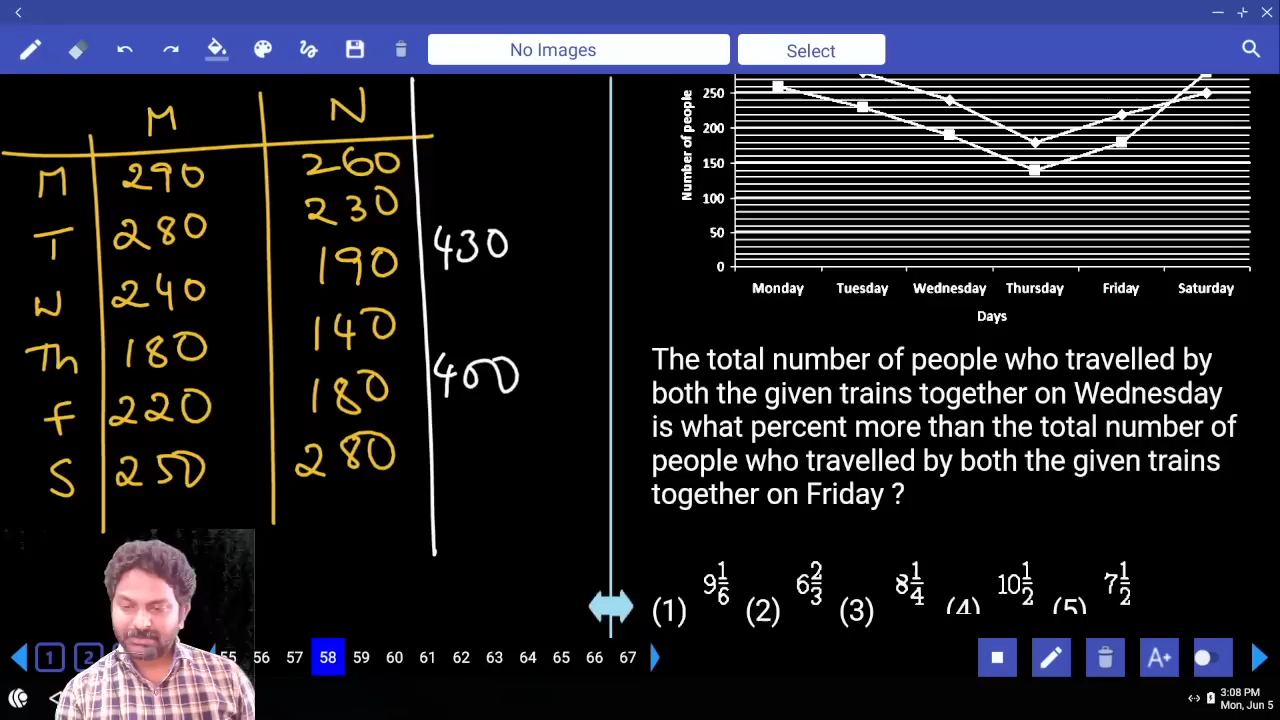 No Images
Select
M N
M 290 260
T 280 230
430
W 240 190
Th 180 140
400
F 220 180
S 250 280
Number of people
250
200
150
100
50
0
Monday Tuesday Wednesday Thursday Friday Saturday
Days
The total number of people who travelled by
both the given trains together on Wednesday
is what percent more than the total number of
people who travelled by both the given trains
together on Friday ?
(1) 9 1/6 (2) 6 2/3 (3) 8 1/4 (4) 10 1/2 (5) 7 1/2
1 2 55 56 57 58 59 60 61 62 63 64 65 66 67
A+
3:08 PM
Mon, Jun 5